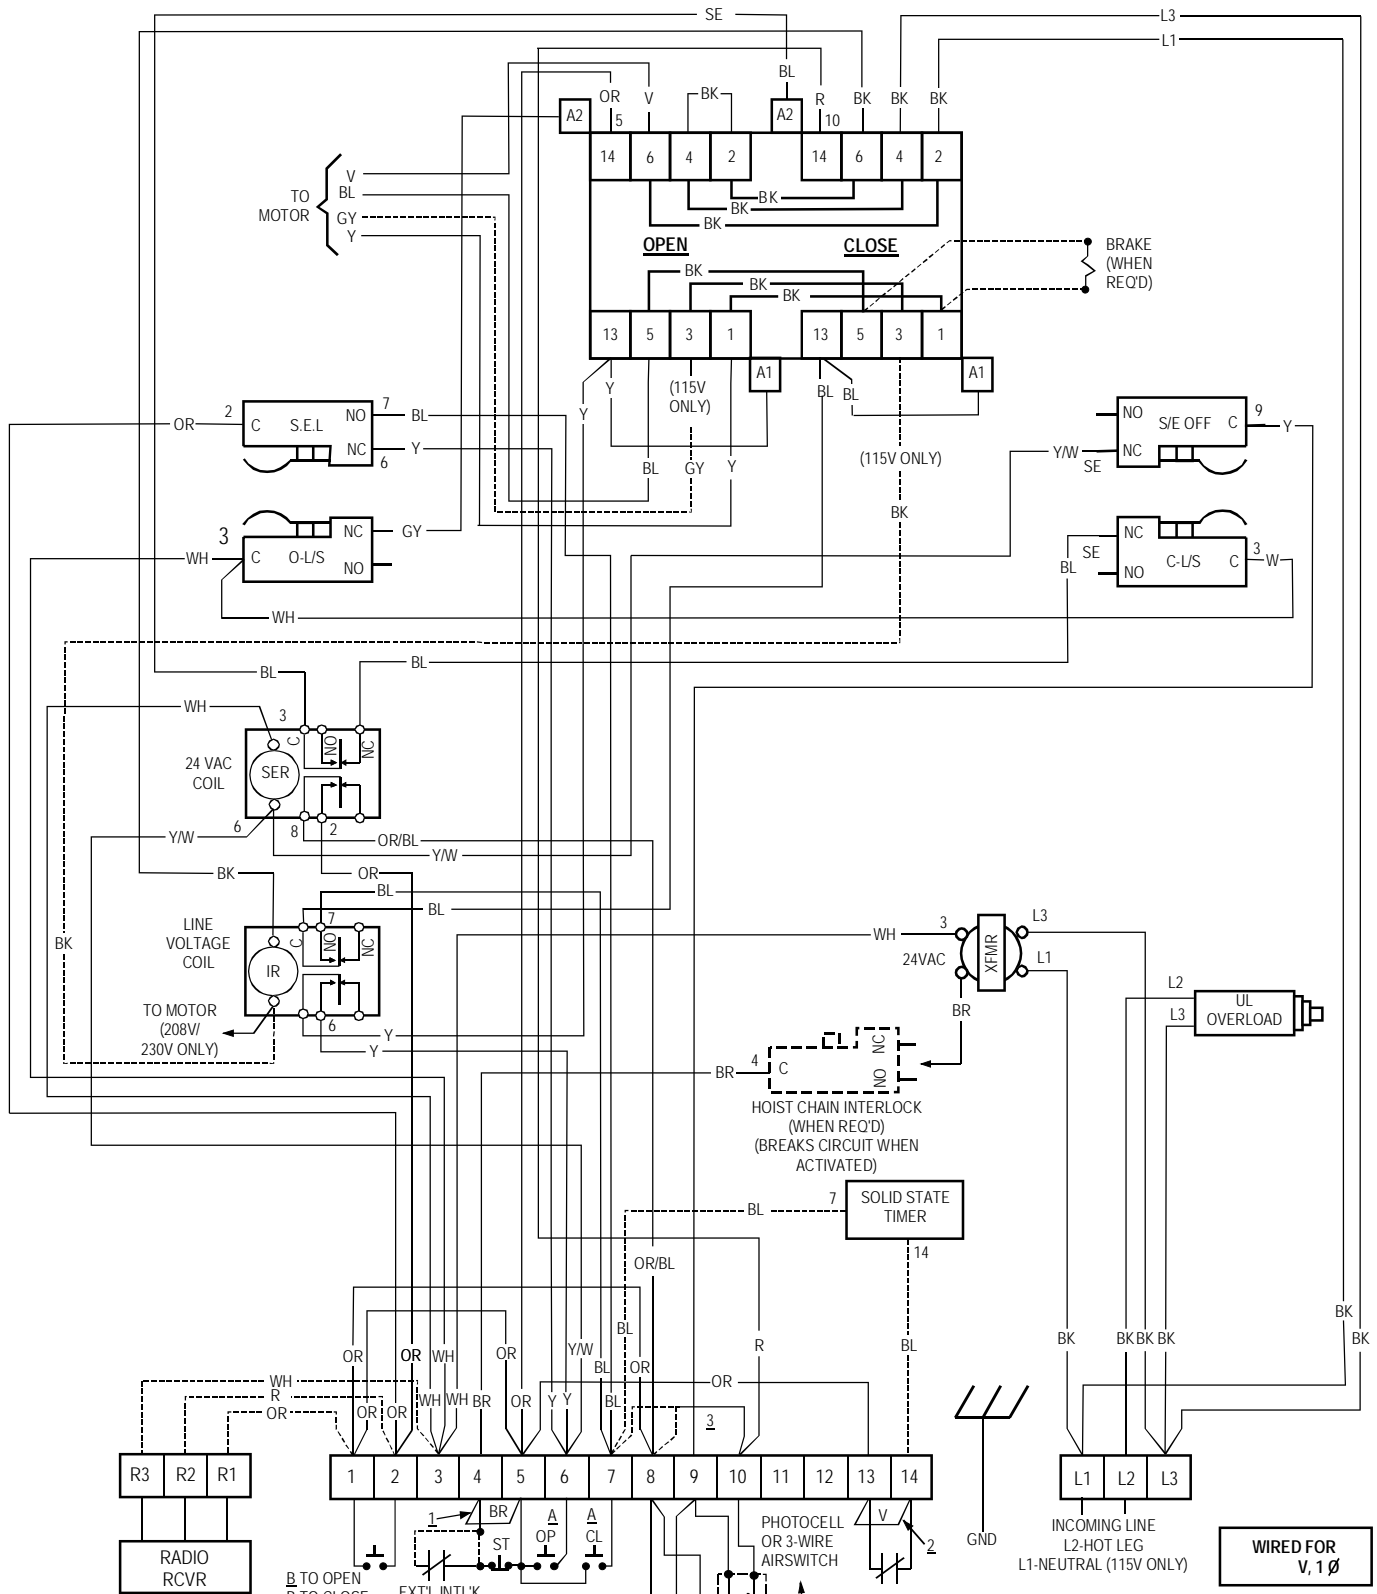 SE
L3
L1
BL
OR
5
V
BK
R
10
BK
BK
BK
A2
A2
14
6
4
2
14
6
4
2
TO
MOTOR
V
BL
GY
Y
BK
BK
BK
OPEN
CLOSE
BRAKE
(WHEN
REQ'D)
BK
BK
BK
13
5
3
1
13
5
3
1
A1
A1
Y
Y
(115V
ONLY)
BL
BL
BL
GY
Y
(115V ONLY)
BK
OR
2
C
S.E.L
NO
7
BL
NC
6
Y
NO
S/E OFF
C
9
Y
NC
Y/W
SE
WH
3
C
O-L/S
NC
GY
NO
NC
SE
BL
NO
C-L/S
C
3
W
WH
BL
BL
WH
3
C
NO
NC
24 VAC
COIL
SER
6
8
2
Y/W
OR/BL
Y/W
BK
OR
BL
BL
7
LINE
VOLTAGE
COIL
C
NO
NC
BK
IR
TO MOTOR
(208V/
230V ONLY)
6
Y
Y
WH
3
24VAC
XFMR
L3
L1
BR
L2
L3
UL
OVERLOAD
BR
4
C
NC
NO
HOIST CHAIN INTERLOCK
(WHEN REQ'D)
(BREAKS CIRCUIT WHEN
ACTIVATED)
7
SOLID STATE
TIMER
BL
14
OR/BL
BK
BK
BK
BK
BK
BL
R
BL
OR
OR
WH
OR
Y/W
BL
OR
WH
R
OR
OR
OR
WH
WH
BR
OR
Y
Y
BL
OR
3
R3
R2
R1
1
2
3
4
5
6
7
8
9
10
11
12
13
14
L1
L2
L3
RADIO
RCVR
1
BR
ST
A
OP
A
CL
PHOTOCELL
OR 3-WIRE
AIRSWITCH
V
2
GND
INCOMING LINE
L2-HOT LEG
L1-NEUTRAL (115V ONLY)
WIRED FOR
V, 1 Ø
B TO OPEN
D TO CLOSE
EXT'L INTL'K